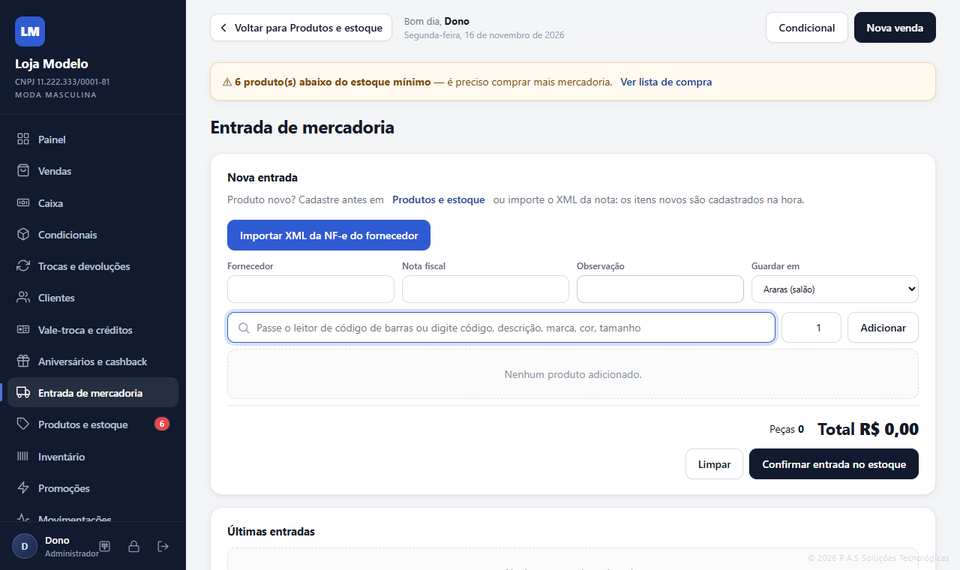 LM
Loja Modelo
CNPJ 11.222.333/0001-81
MODA MASCULINA
Painel
Vendas
Caixa
Condicionais
Trocas e devoluções
Clientes
Vale-troca e créditos
Aniversários e cashback
Entrada de mercadoria
Produtos e estoque 6
Inventário
Promoções
Movimentações
D
Dono
Administrador
Voltar para Produtos e estoque
Bom dia, Dono
Segunda-feira, 16 de novembro de 2026
Condicional
Nova venda
⚠ 6 produto(s) abaixo do estoque mínimo — é preciso comprar mais mercadoria. Ver lista de compra
Entrada de mercadoria
Nova entrada
Produto novo? Cadastre antes em Produtos e estoque ou importe o XML da nota: os itens novos são cadastrados na hora.
Importar XML da NF-e do fornecedor
Fornecedor Nota fiscal Observação Guardar em
Araras (salão)
Passe o leitor de código de barras ou digite código, descrição, marca, cor, tamanho 1 Adicionar
Nenhum produto adicionado.
Peças 0 Total R$ 0,00
Limpar Confirmar entrada no estoque
Últimas entradas
© 2026 P.A.S Soluções Tecnológicas